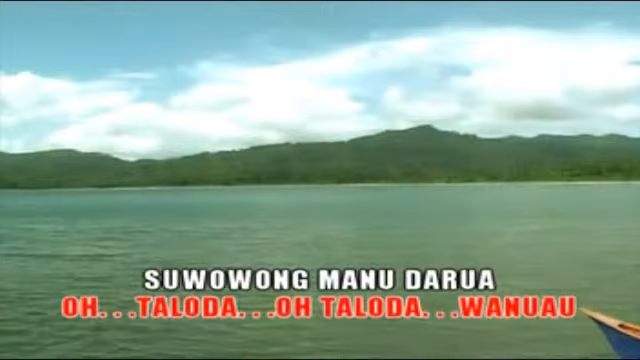 SUWOWONG MANU DARUA
OH. . .TALODA. . .OH TALODA. . .WANUAU